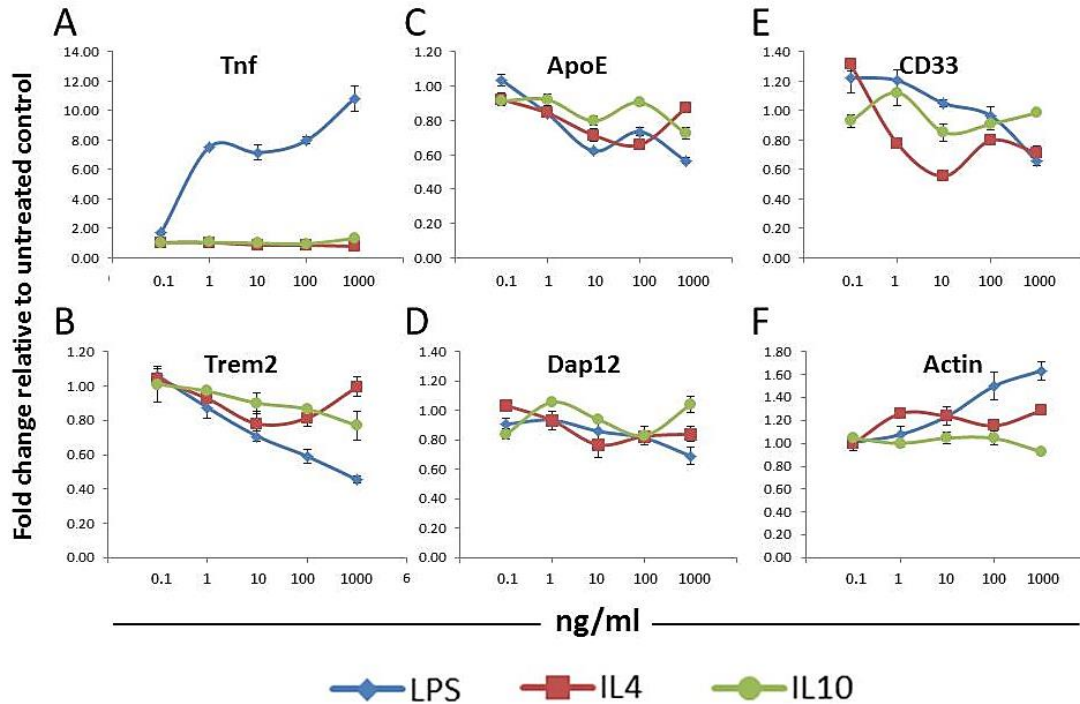 Fold change relative to untreated control
A
Tnf
14.00
12.00
10.00
8.00
6.00
4.00
2.00
0.00
0.1 1 10 100 1000
C
ApoE
1.20
1.00
0.80
0.60
0.40
0.20
0.00
0.1 1 10 100 1000
E
CD33
1.40
1.20
1.00
0.80
0.60
0.40
0.20
0.00
0.1 1 10 100 1000
B
Trem2
1.20
1.00
0.80
0.60
0.40
0.20
0.00
0.1 1 10 100 1000 6
D
Dap12
1.40
1.20
1.00
0.80
0.60
0.40
0.20
0.00
0.1 1 10 100 1000
F
Actin
1.80
1.60
1.40
1.20
1.00
0.80
0.60
0.40
0.20
0.00
0.1 1 10 100 1000
ng/ml
LPS IL4 IL10